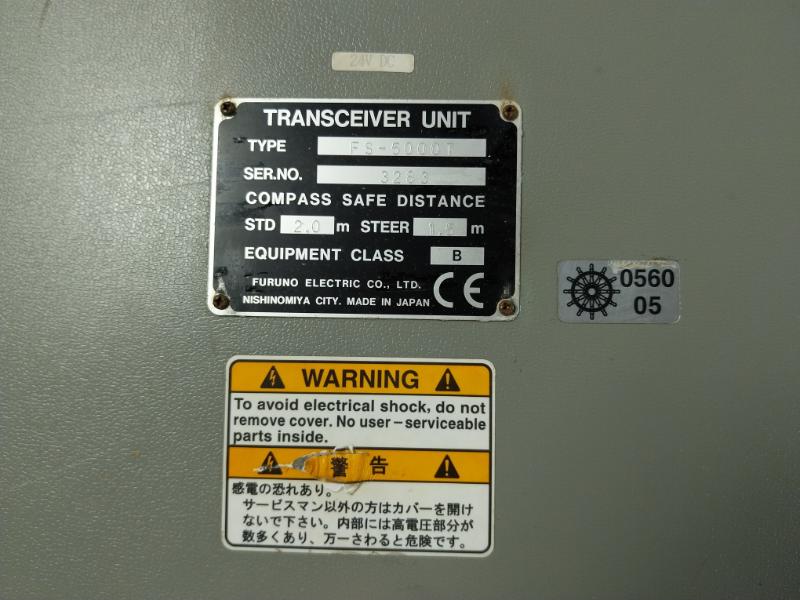 24V DC
TRANSCEIVER UNIT
TYPE FS-5000T
SER.NO. 3263
COMPASS SAFE DISTANCE
STD 2.0 m STEER 1.5 m
EQUIPMENT CLASS B
FURUNO ELECTRIC CO., LTD.
NISHINOMIYA CITY. MADE IN JAPAN CE
0560
05
WARNING
To avoid electrical shock, do not
remove cover. No user-serviceable
parts inside.
警告
感電の恐れあり。
サービスマン以外の方はカバーを開け
ないで下さい。内部には高電圧部分が
数多くあり、万一さわると危険です。